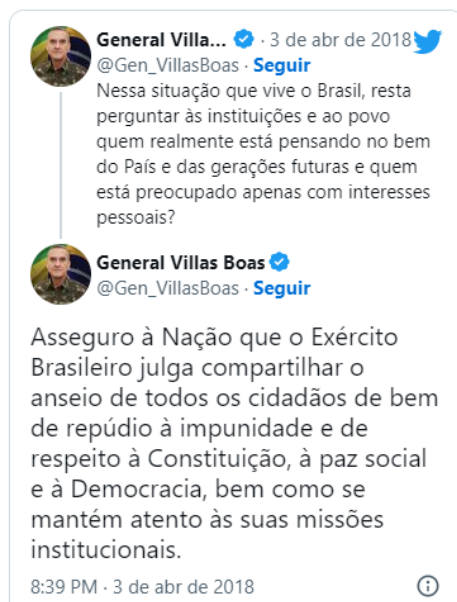 General Villa... · 3 de abr de 2018
@Gen_VillasBoas · Seguir
Nessa situação que vive o Brasil, resta
perguntar às instituições e ao povo
quem realmente está pensando no bem
do País e das gerações futuras e quem
está preocupado apenas com interesses
pessoais?
General Villas Boas
@Gen_VillasBoas · Seguir
Asseguro à Nação que o Exército
Brasileiro julga compartilhar o
anseio de todos os cidadãos de bem
de repúdio à impunidade e de
respeito à Constituição, à paz social
e à Democracia, bem como se
mantém atento às suas missões
institucionais.
8:39 PM · 3 de abr de 2018